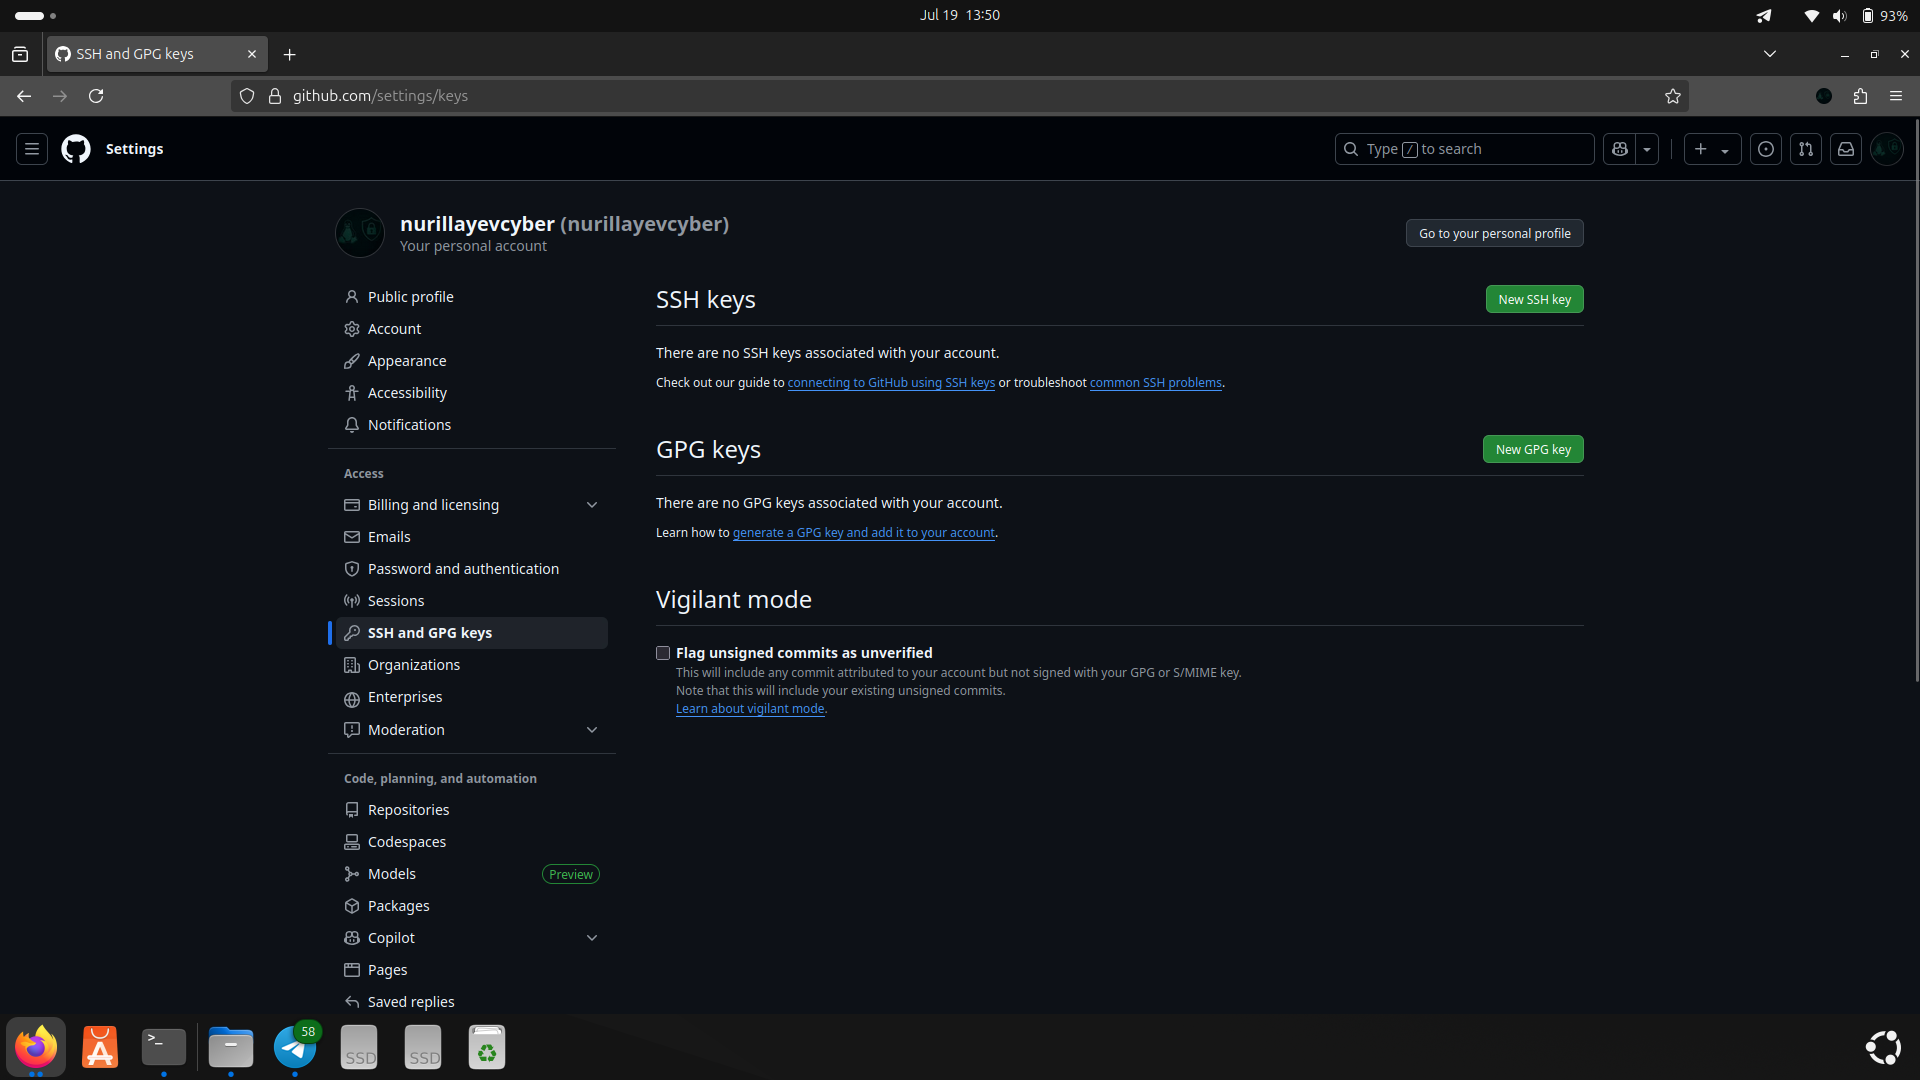 Jul 19 13:50
93%
SSH and GPG keys
github.com/settings/keys
Settings
Type / to search
nurillayevcyber (nurillayevcyber)
Your personal account
Go to your personal profile
Public profile
Account
Appearance
Accessibility
Notifications
Access
Billing and licensing
Emails
Password and authentication
Sessions
SSH and GPG keys
Organizations
Enterprises
Moderation
Code, planning, and automation
Repositories
Codespaces
Models
Preview
Packages
Copilot
Pages
Saved replies
SSH keys
New SSH key
There are no SSH keys associated with your account.
Check out our guide to connecting to GitHub using SSH keys or troubleshoot common SSH problems.
GPG keys
New GPG key
There are no GPG keys associated with your account.
Learn how to generate a GPG key and add it to your account.
Vigilant mode
Flag unsigned commits as unverified
This will include any commit attributed to your account but not signed with your GPG or S/MIME key.
Note that this will include your existing unsigned commits.
Learn about vigilant mode.
>_
58
SSD
SSD